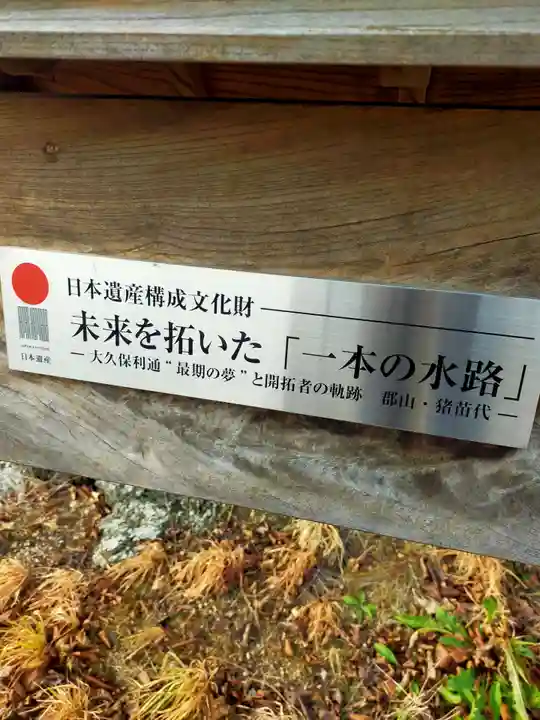 日本遺産構成文化財
未来を拓いた「一本の水路」
─ 大久保利通“最期の夢”と開拓者の軌跡 郡山・猪苗代 ─
日本遺産